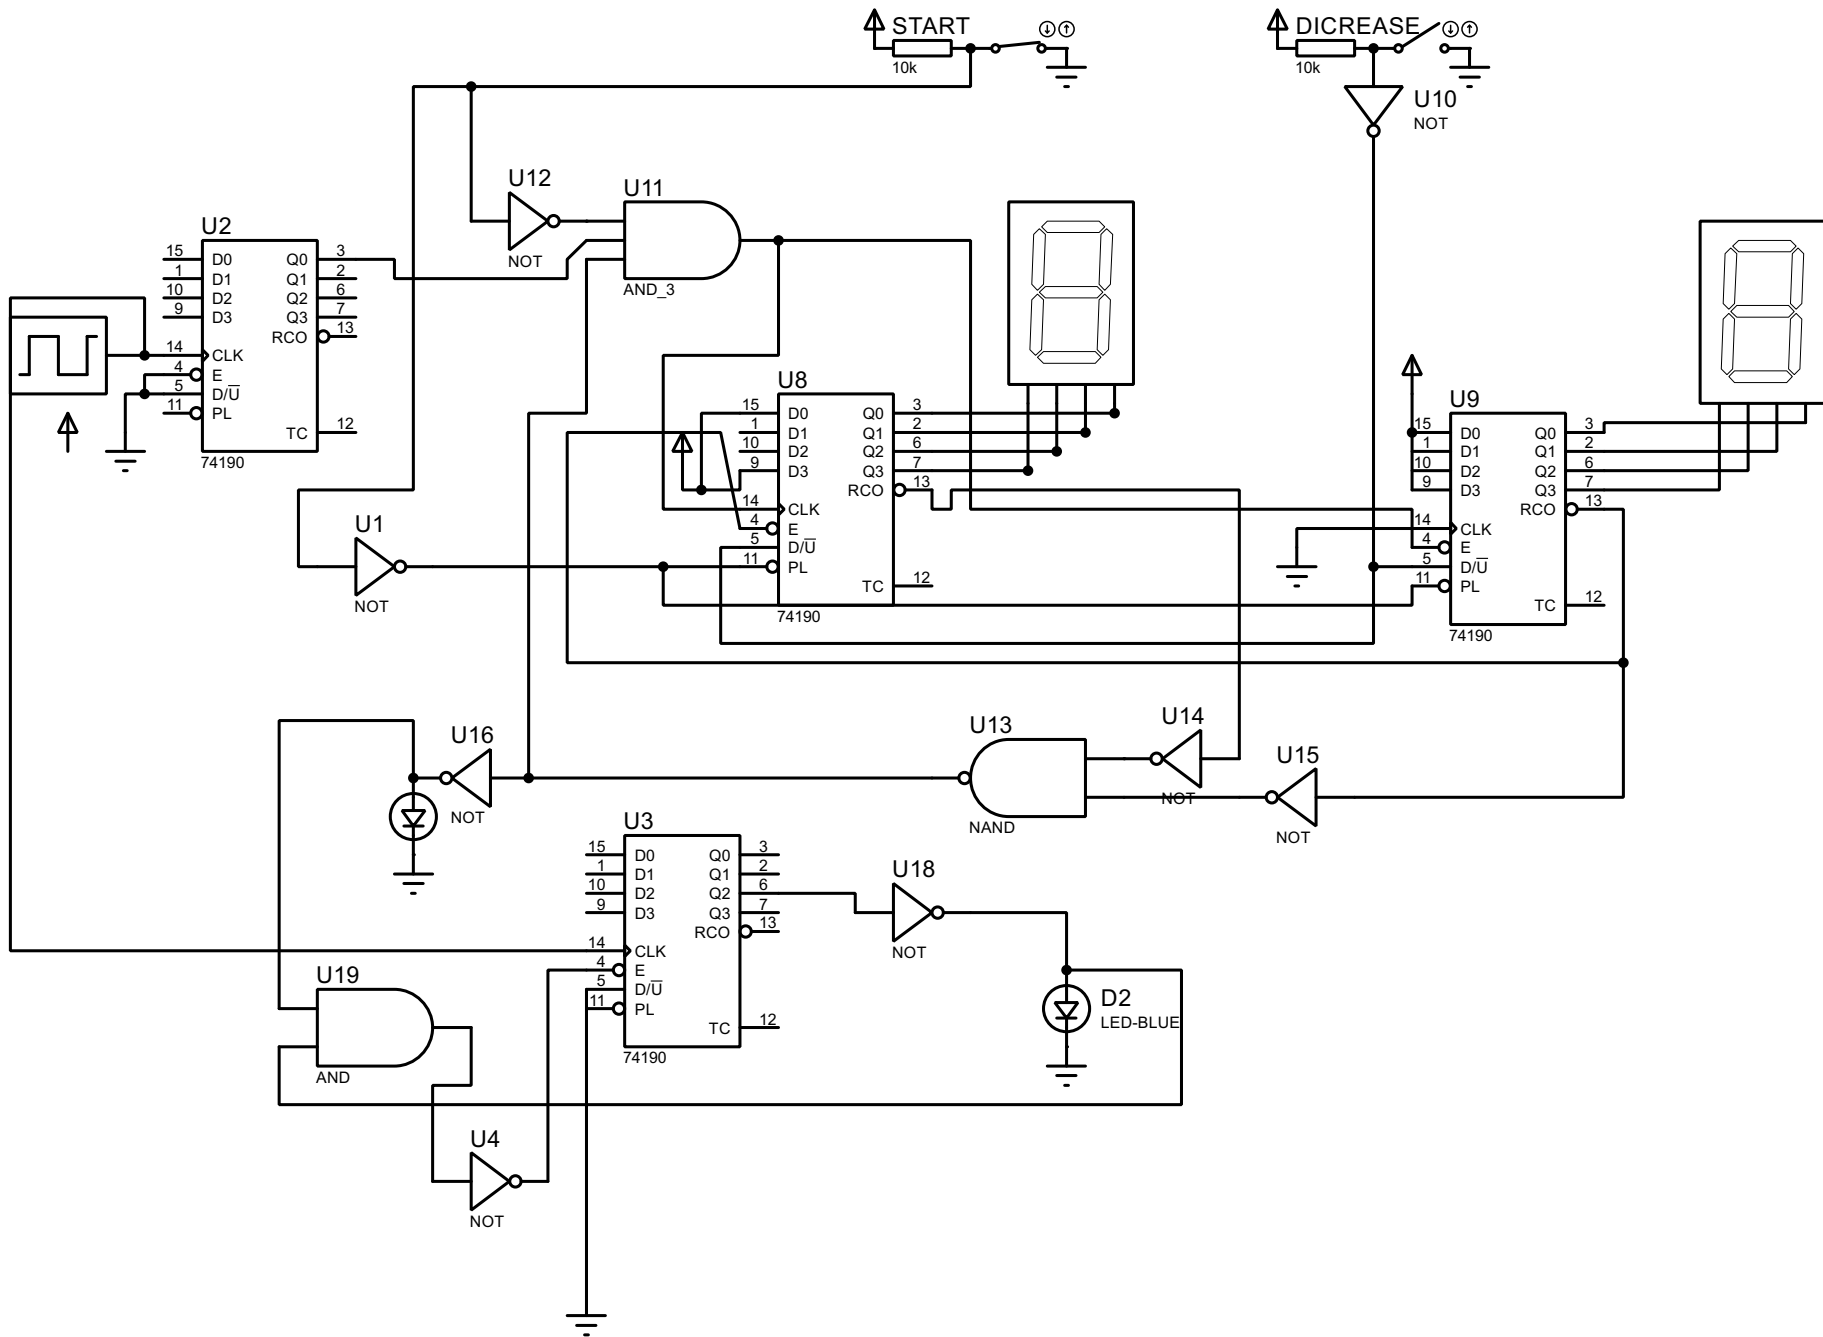 START
10k
DICREASE
10k
U10
NOT
U12
NOT
U11
AND_3
U2
15 D0 Q0 3
1 D1 Q1 2
10 D2 Q2 6
9 D3 Q3 7
RCO 13
14 CLK
4 E
5 D/U̅
11 PL
TC 12
74190
U8
15 D0 Q0 3
1 D1 Q1 2
10 D2 Q2 6
9 D3 Q3 7
RCO 13
14 CLK
4 E
5 D/U̅
11 PL
TC 12
74190
U9
15 D0 Q0 3
1 D1 Q1 2
10 D2 Q2 6
9 D3 Q3 7
RCO 13
14 CLK
4 E
5 D/U̅
11 PL
TC 12
74190
U1
NOT
U16
NOT
U13
NAND
U14
NOT
U15
NOT
U3
15 D0 Q0 3
1 D1 Q1 2
10 D2 Q2 6
9 D3 Q3 7
RCO 13
14 CLK
4 E
5 D/U̅
11 PL
TC 12
74190
U18
NOT
U19
AND
D2
LED-BLUE
U4
NOT